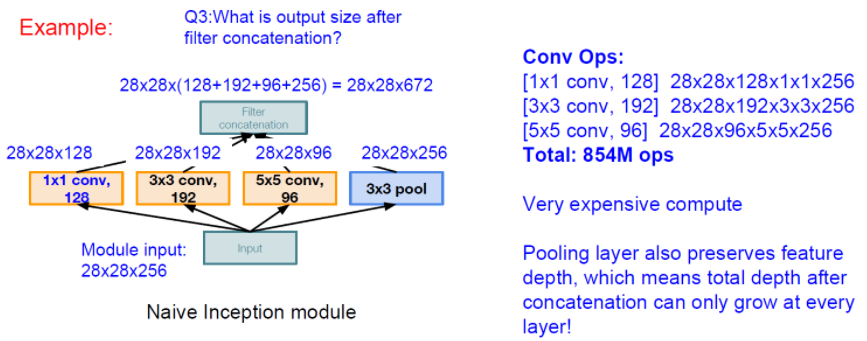 Example:
Q3:What is output size after
filter concatenation?
28x28x(128+192+96+256) = 28x28x672
Filter
concatenation
28x28x128
28x28x192
28x28x96
28x28x256
1x1 conv,
128
3x3 conv,
192
5x5 conv,
96
3x3 pool
Module input:
28x28x256
Input
Naive Inception module
Conv Ops:
[1x1 conv, 128] 28x28x128x1x1x256
[3x3 conv, 192] 28x28x192x3x3x256
[5x5 conv, 96] 28x28x96x5x5x256
Total: 854M ops
Very expensive compute
Pooling layer also preserves feature
depth, which means total depth after
concatenation can only grow at every
layer!